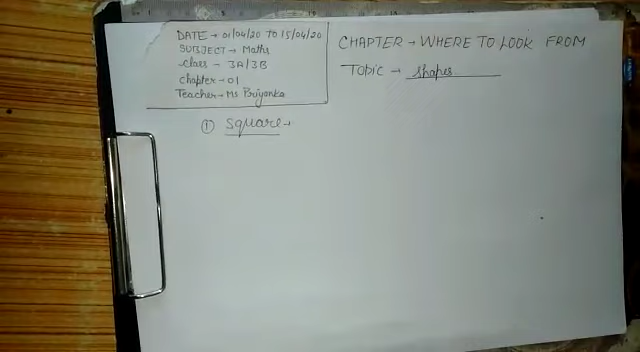 DATE → 01/04/20 TO 15/04/20
SUBJECT → Maths
class - 3A/3B
Chapter → 01
Teacher → Ms Priyanka
CHAPTER → WHERE TO LOOK FROM
TOPIC → shapes
① Square →